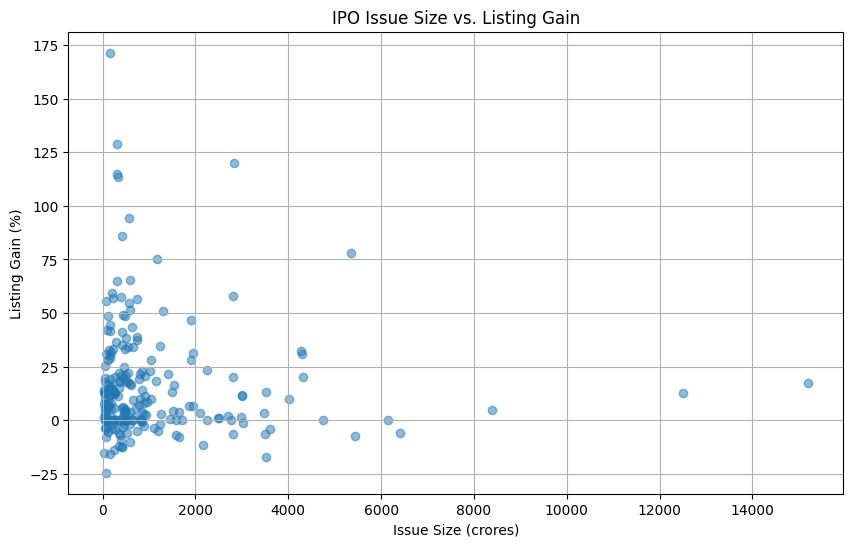 IPO Issue Size vs. Listing Gain
Listing Gain (%)
175
150
125
100
75
50
25
0
−25
0 2000 4000 6000 8000 10000 12000 14000
Issue Size (crores)